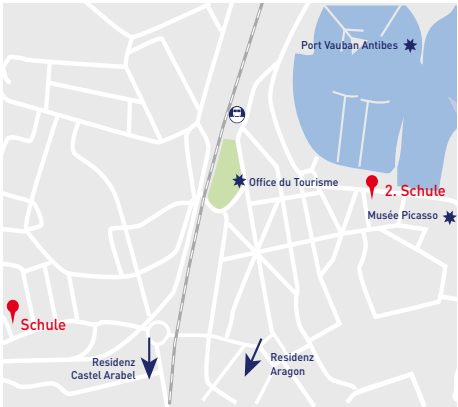 Port Vauban Antibes
Office du Tourisme
2. Schule
Musée Picasso
Schule
Residenz
Castel Arabel
Residenz
Aragon